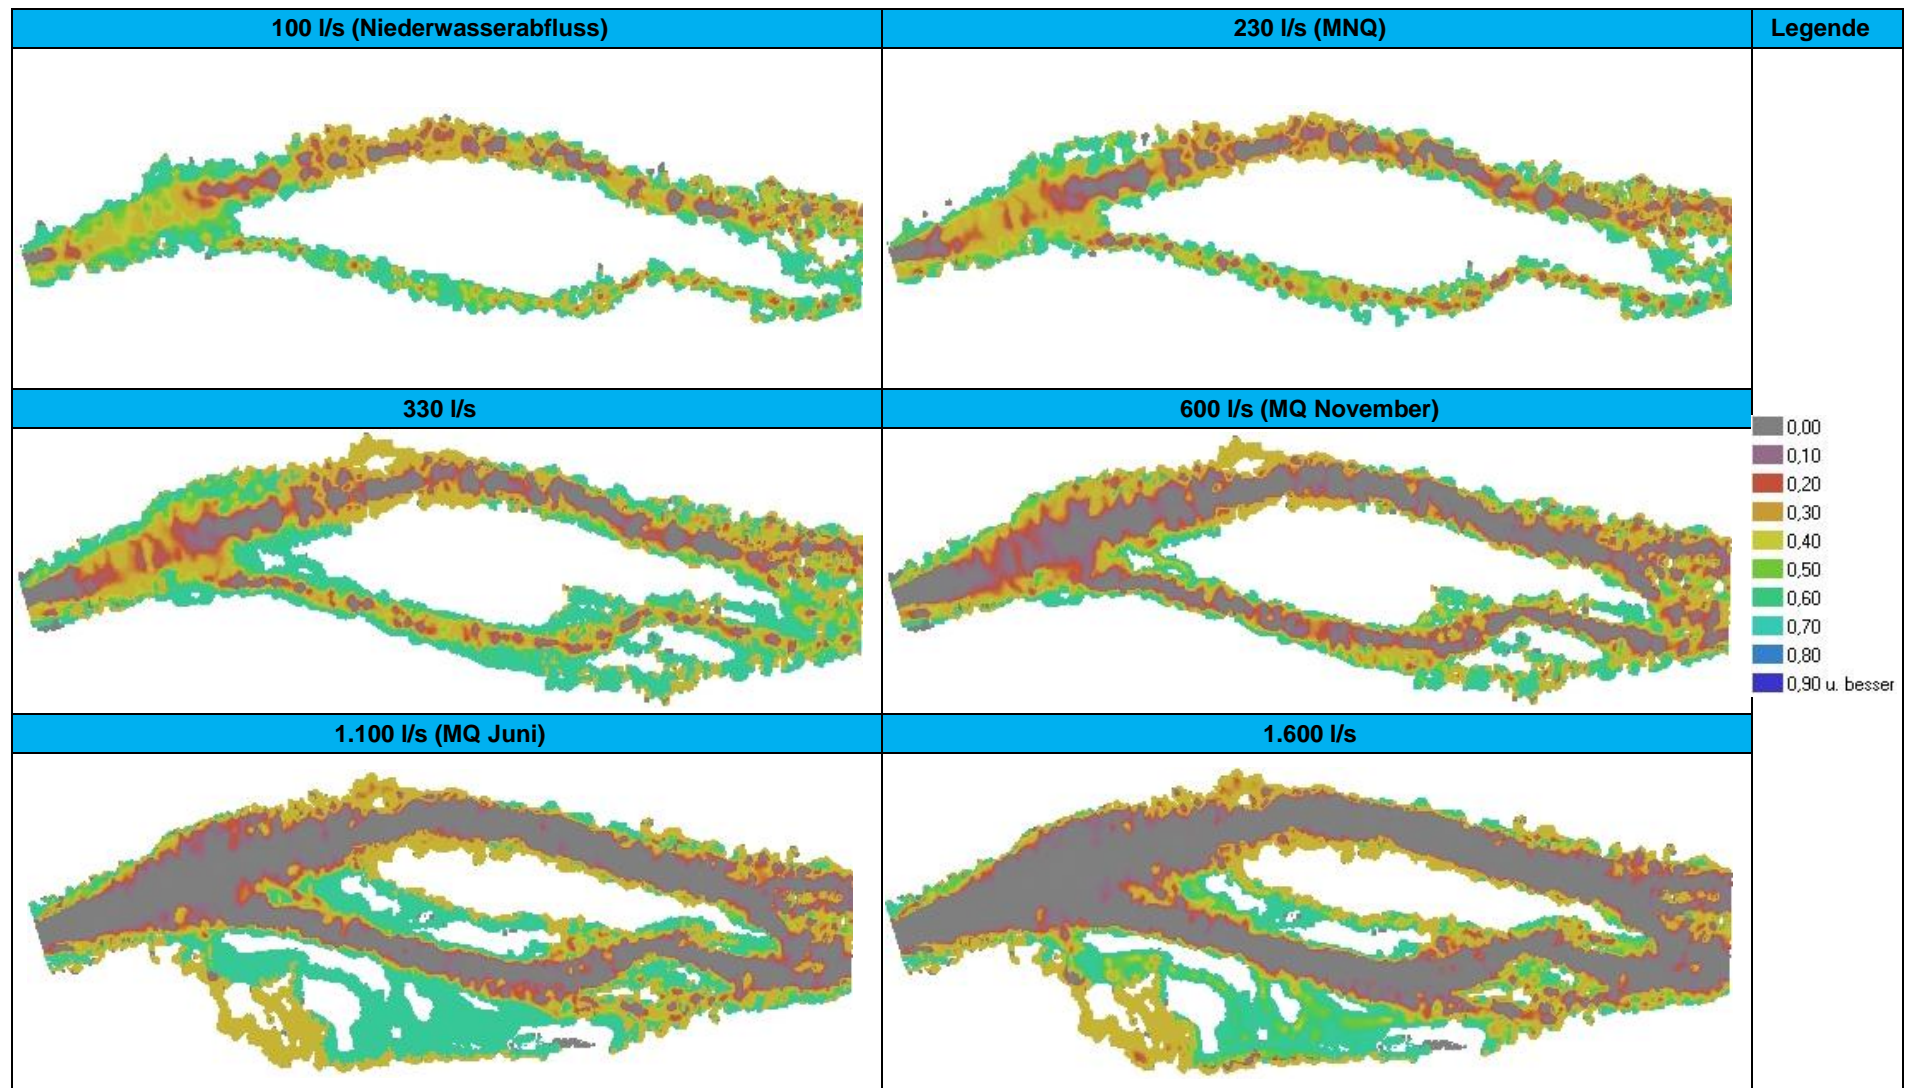 100 l/s (Niederwasserabfluss)
230 l/s (MNQ)
Legende
330 l/s
600 l/s (MQ November)
0,00
0,10
0,20
0,30
0,40
0,50
0,60
0,70
0,80
0,90 u. besser
1.100 l/s (MQ Juni)
1.600 l/s